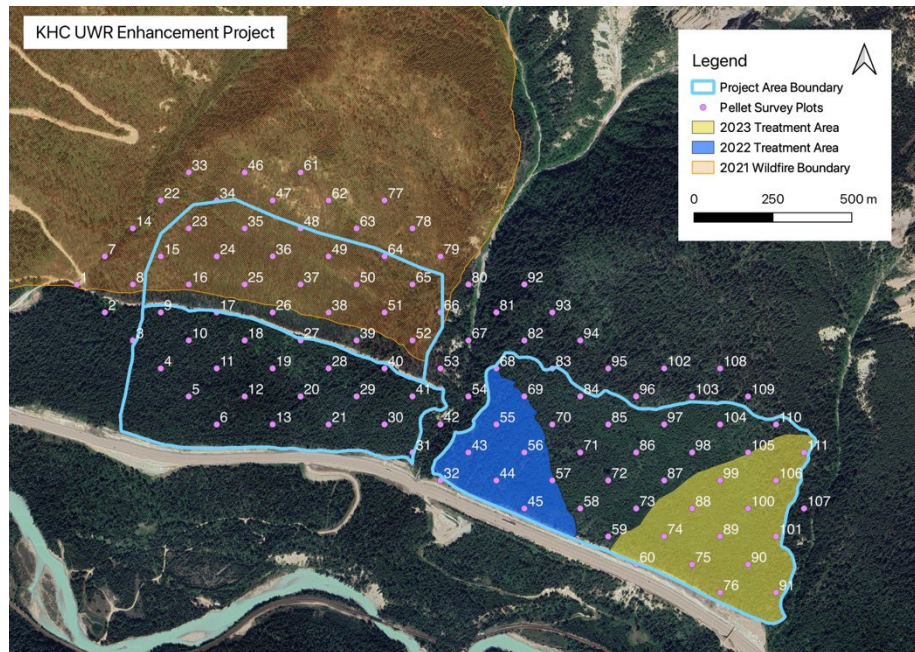 KHC UWR Enhancement Project
Legend
Project Area Boundary
Pellet Survey Plots
2023 Treatment Area
2022 Treatment Area
2021 Wildfire Boundary
0 250 500 m
33 46 61
22 34 47 62 77
14 23 35 48 63 78
7 15 24 36 49 64 79
1 8 16 25 37 50 65 80 92
2 9 17 26 38 51 66 81 93
3 10 18 27 39 52 67 82 94
4 11 19 28 40 53 68 83 95 102 108
5 12 20 29 41 54 69 84 96 103 109
6 13 21 30 42 55 70 85 97 104 110
31 43 56 71 86 98 105 111
32 44 57 72 87 99 106
45 58 73 88 100 107
59 74 89 101
60 75 90
76 91